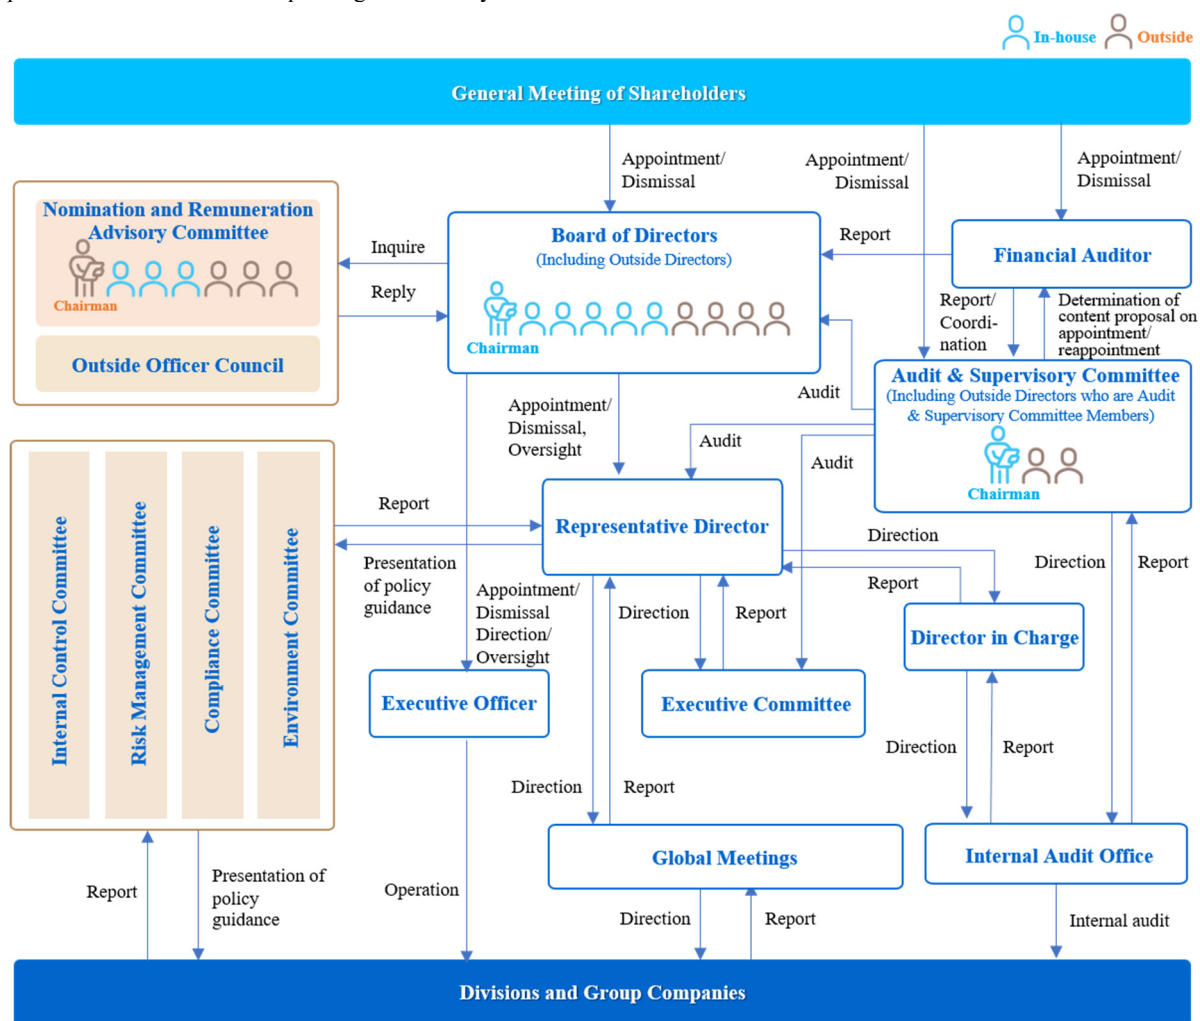 In-house
Outside
General Meeting of Shareholders
Appointment/
Dismissal
Appointment/
Dismissal
Appointment/
Dismissal
Nomination and Remuneration
Advisory Committee
Chairman
Outside Officer Council
Inquire
Reply
Board of Directors
(Including Outside Directors)
Chairman
Report
Financial Auditor
Report/
Coordi-
nation
Determination of
content proposal on
appointment/
reappointment
Audit & Supervisory Committee
(Including Outside Directors who are Audit
& Supervisory Committee Members)
Chairman
Audit
Audit
Audit
Appointment/
Dismissal,
Oversight
Internal Control Committee
Risk Management Committee
Compliance Committee
Environment Committee
Report
Presentation
of policy
guidance
Representative Director
Direction
Report
Direction
Report
Appointment/
Dismissal
Direction/
Oversight
Direction
Report
Director in Charge
Executive Officer
Executive Committee
Direction
Report
Direction
Report
Global Meetings
Internal Audit Office
Report
Presentation of
policy
guidance
Operation
Direction
Report
Internal audit
Divisions and Group Companies